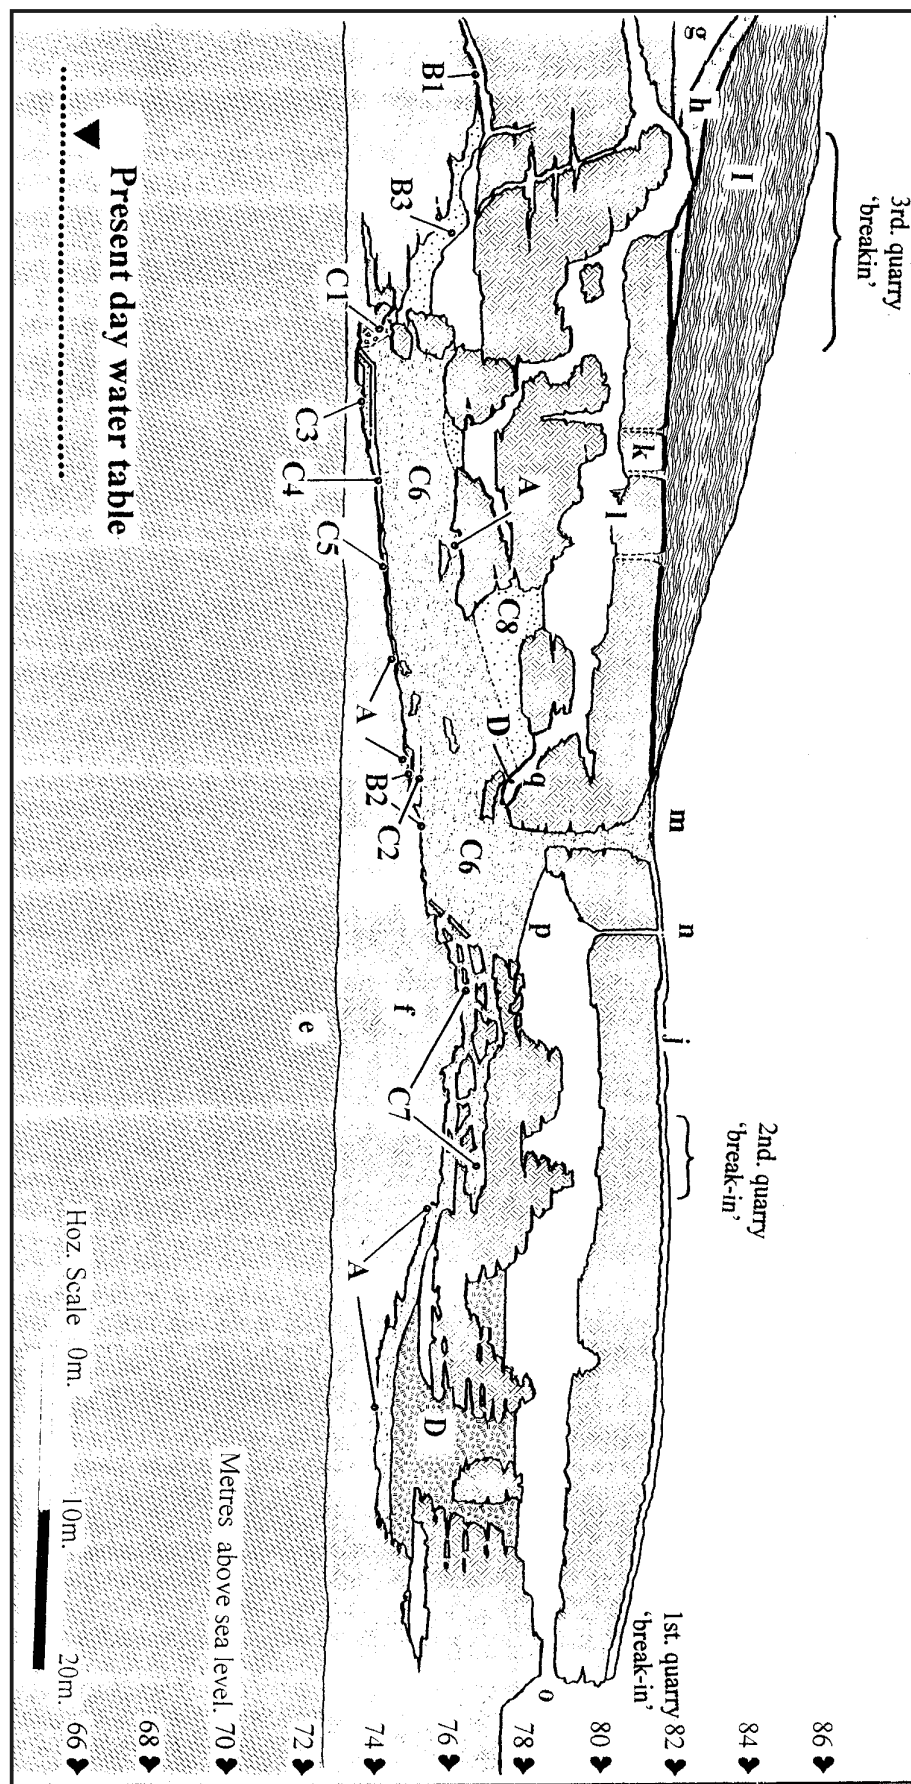 3rd. quarry
'breakin'
2nd. quarry
'break-in'
1st. quarry
'break-in'
g
h
I
k
l
m
n
j
o
B1
B3
C1
C3
C4
C5
C6
A
C8
D
q
A
B2
C2
C6
p
C7
f
e
A
D
Present day water table
Metres above sea level.
86
84
82
80
78
76
74
72
70
68
66
Hoz. Scale 0m. 10m. 20m.